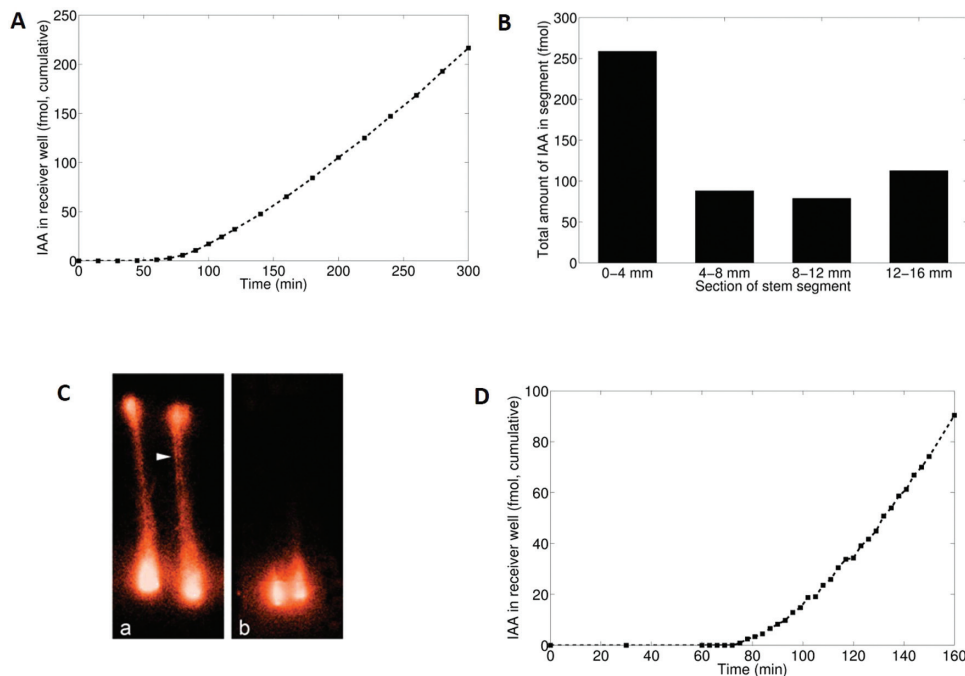 A
IAA in receiver well (fmol, cumulative)
250
200
150
100
50
0
0 50 100 150 200 250 300
Time (min)
B
Total amount of IAA in segment (fmol)
300
250
200
150
100
50
0
0–4 mm 4–8 mm 8–12 mm 12–16 mm
Section of stem segment
C
a b
D
IAA in receiver well (fmol, cumulative)
100
80
60
40
20
0
0 20 40 60 80 100 120 140 160
Time (min)